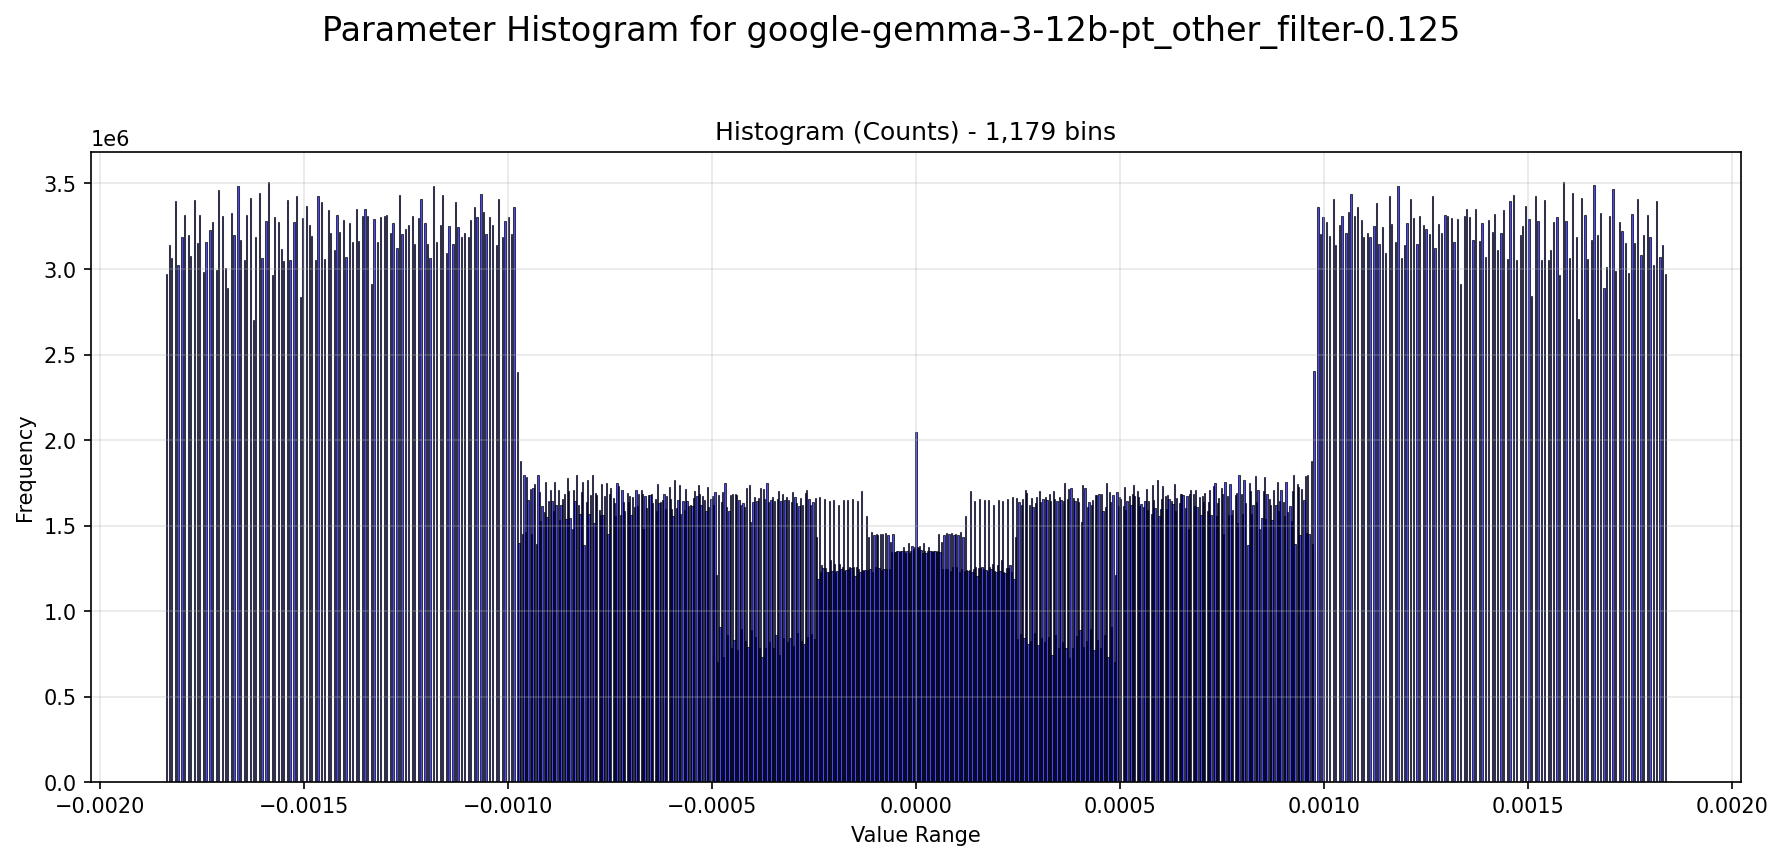 Parameter Histogram for google-gemma-3-12b-pt_other_filter-0.125
Histogram (Counts) - 1,179 bins
1e6
3.5
3.0
2.5
2.0
1.5
1.0
0.5
0.0
Frequency
−0.0020 −0.0015 −0.0010 −0.0005 0.0000 0.0005 0.0010 0.0015 0.0020
Value Range